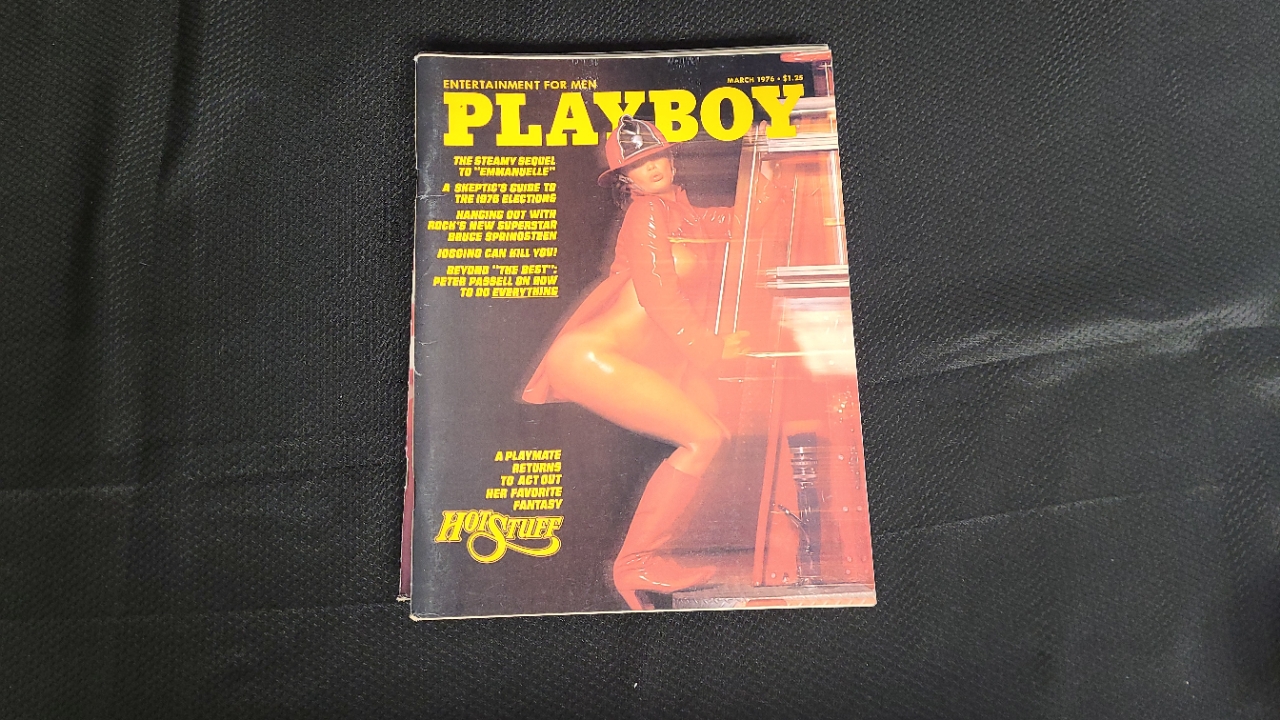 ENTERTAINMENT FOR MEN
MARCH 1976 • $1.25
PLAYBOY
THE STEAMY SEQUEL
TO "EMMANUELLE"
A SKEPTIC'S GUIDE TO
THE 1976 ELECTIONS
HANGING OUT WITH
ROCK'S NEW SUPERSTAR
BRUCE SPRINGSTEEN
JOGGING CAN KILL YOU!
BEYOND "THE BEST":
PETER PASSELL ON HOW
TO DO EVERYTHING
A PLAYMATE
RETURNS
TO ACT OUT
HER FAVORITE
FANTASY
HOT STUFF